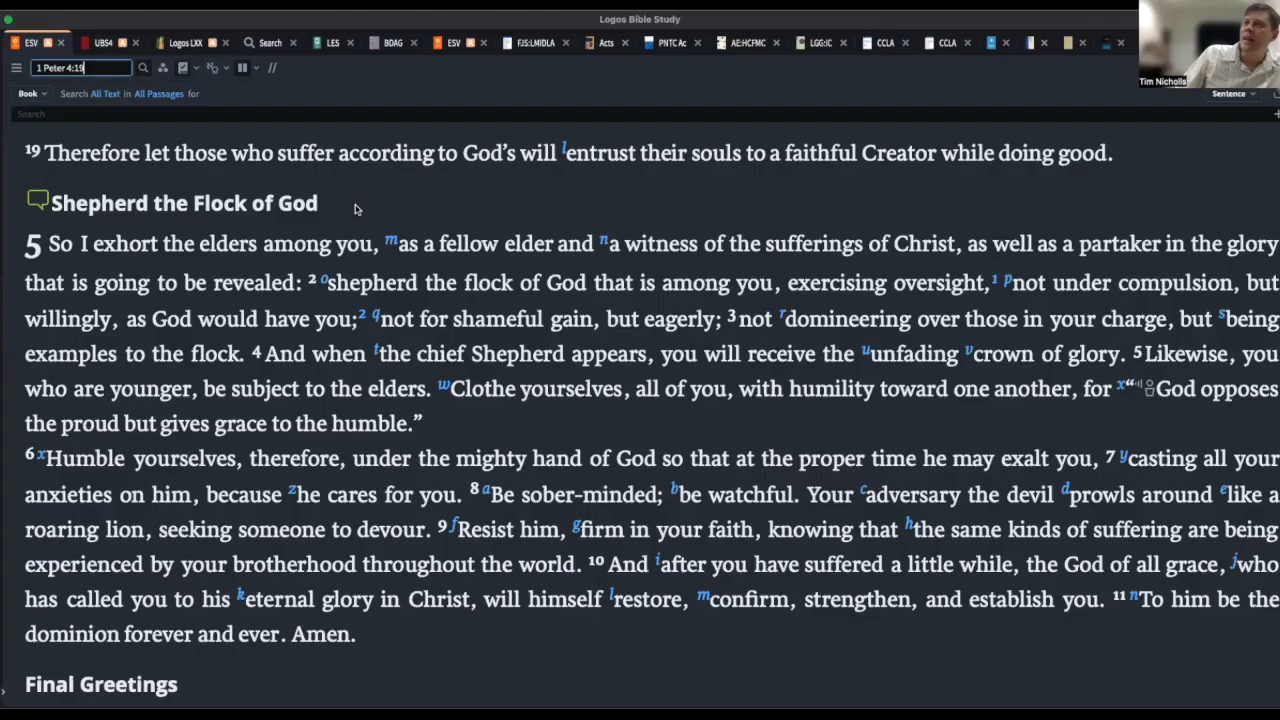 Logos Bible Study
ESV A × UBS4 A × Logos LXX × Search × LES × BDAG × ESV A × FJS:LMIDLA × Acts × PNTC Ac × AE:HCFMC × LGG:IC × CCLA × CCLA × A × × × ×
1 Peter 4:19
Book Search All Text in All Passages for Sentence
Search
Tim Nicholls
19 Therefore let those who suffer according to God's will l entrust their souls to a faithful Creator while doing good.
Shepherd the Flock of God
5 So I exhort the elders among you, m as a fellow elder and n a witness of the sufferings of Christ, as well as a partaker in the glory
that is going to be revealed: 2 o shepherd the flock of God that is among you, exercising oversight, 1 p not under compulsion, but
willingly, as God would have you; 2 q not for shameful gain, but eagerly; 3 not r domineering over those in your charge, but s being
examples to the flock. 4 And when t the chief Shepherd appears, you will receive the u unfading v crown of glory. 5 Likewise, you
who are younger, be subject to the elders. w Clothe yourselves, all of you, with humility toward one another, for x “God opposes
the proud but gives grace to the humble.”
6 x Humble yourselves, therefore, under the mighty hand of God so that at the proper time he may exalt you, 7 y casting all your
anxieties on him, because z he cares for you. 8 a Be sober-minded; b be watchful. Your c adversary the devil d prowls around e like a
roaring lion, seeking someone to devour. 9 f Resist him, g firm in your faith, knowing that h the same kinds of suffering are being
experienced by your brotherhood throughout the world. 10 And i after you have suffered a little while, the God of all grace, j who
has called you to his k eternal glory in Christ, will himself l restore, m confirm, strengthen, and establish you. 11 n To him be the
dominion forever and ever. Amen.
Final Greetings